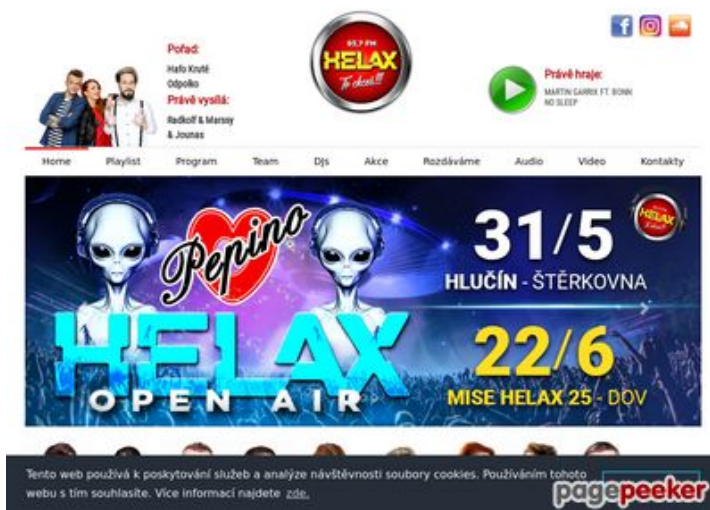 Pořad:
Hafo Kruté
Odpolko
Právě vysílá:
Radkolf & Marssy
& Jounas
93,7 FM
HELAX
To chceš!!!
Právě hraje:
MARTIN GARRIX FT. BONN
NO SLEEP
Home Playlist Program Team Djs Akce Rozdáváme Audio Video Kontakty
Pepino
HELAX
OPEN AIR
31/5
HLUČÍN - ŠTĚRKOVNA
22/6
MISE HELAX 25 - DOV
HELAX
Tento web používá k poskytování služeb a analýze návštěvnosti soubory cookies. Používáním tohoto
webu s tím souhlasíte. Více informací najdete zde.
pagepeeker